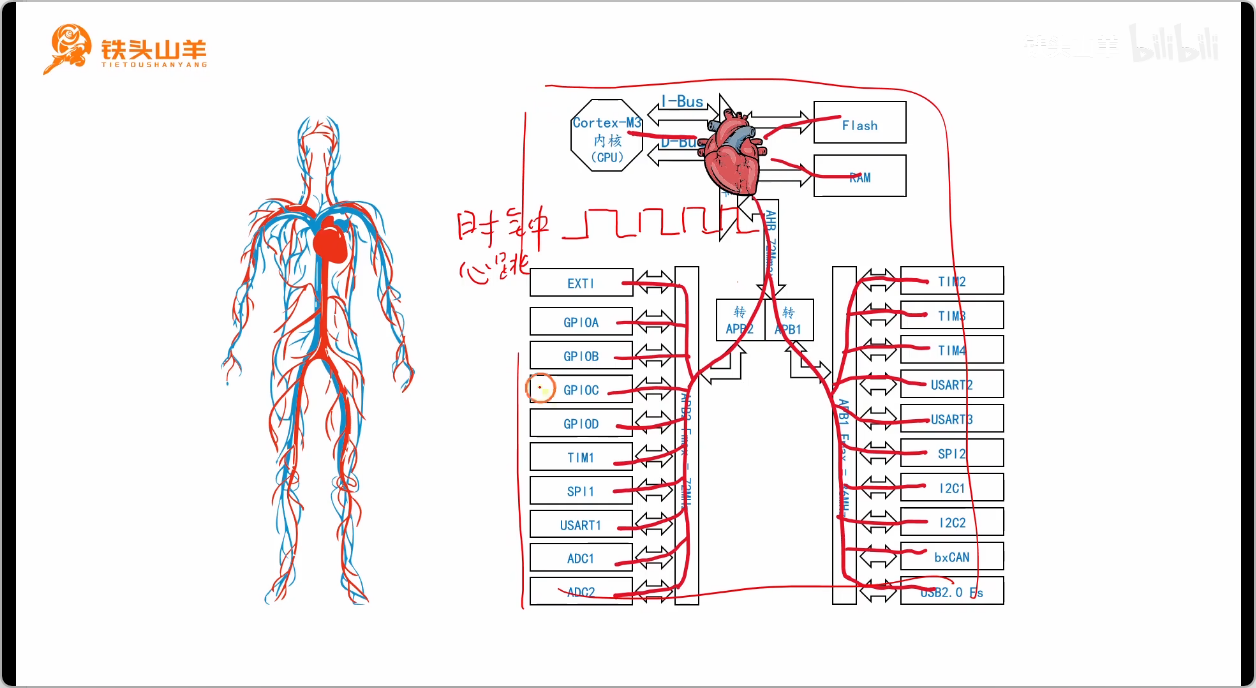 铁头山羊
TIETOUSHANYANG
bilibili
I-Bus
Cortex-M3
内核
(CPU)
D-Bu
Flash
RAM
时钟
心跳
转
APB2
转
APB1
EXTI
GPIOA
GPIOB
GPIOC
GPIOD
TIM1
SPI1
USART1
ADC1
ADC2
TIM2
TIM3
TIM4
USART2
USART3
SPI2
I2C1
I2C2
bxCAN
USB2.0 Fs